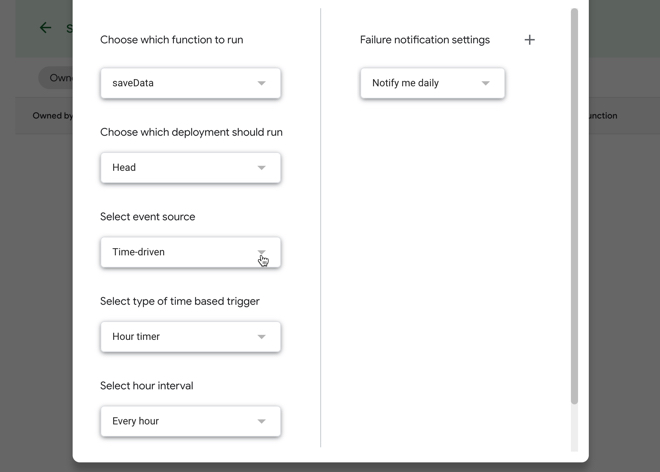 S
Choose which function to run
saveData
Choose which deployment should run
Head
Select event source
Time-driven
Select type of time based trigger
Hour timer
Select hour interval
Every hour
Failure notification settings
Notify me daily
Owne
Owned by
unction